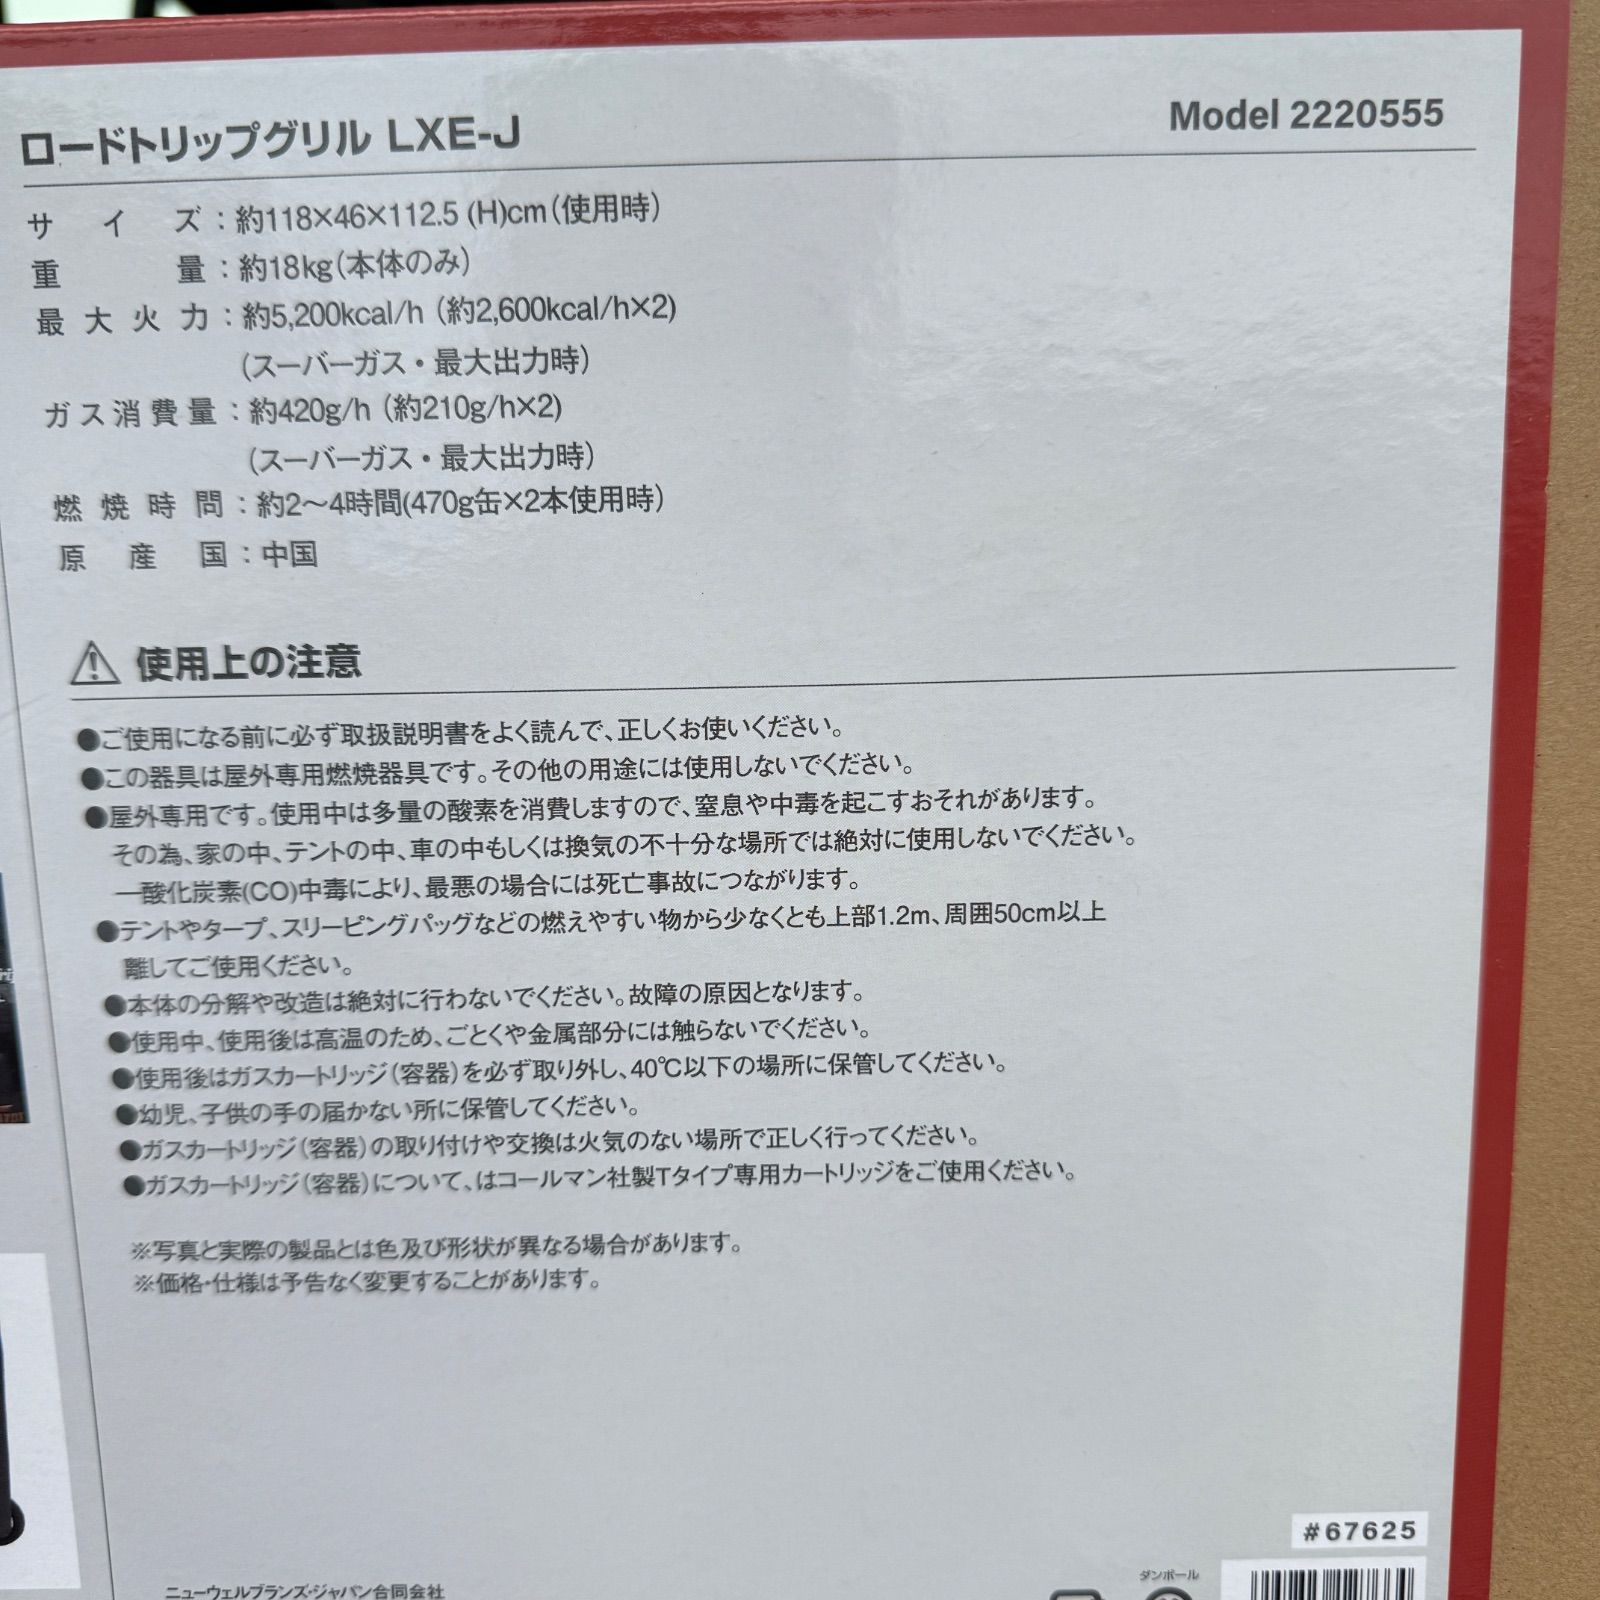 ロードトリップグリル LXE-J
Model 2220555
サイズ：約118×46×112.5 (H)cm（使用時）
重量：約18kg（本体のみ）
最大火力：約5,200kcal/h（約2,600kcal/h×2）
（スーパーガス・最大出力時）
ガス消費量：約420g/h（約210g/h×2）
（スーパーガス・最大出力時）
燃焼時間：約2〜4時間(470g缶×2本使用時）
原産国：中国
使用上の注意
●ご使用になる前に必ず取扱説明書をよく読んで、正しくお使いください。
●この器具は屋外専用燃焼器具です。その他の用途には使用しないでください。
●屋外専用です。使用中は多量の酸素を消費しますので、窒息や中毒を起こすおそれがあります。
その為、家の中、テントの中、車の中もしくは換気の不十分な場所では絶対に使用しないでください。
一酸化炭素(CO)中毒により、最悪の場合には死亡事故につながります。
●テントやタープ、スリーピングバッグなどの燃えやすい物から少なくとも上部1.2m、周囲50cm以上
離してご使用ください。
●本体の分解や改造は絶対に行わないでください。故障の原因となります。
●使用中、使用後は高温のため、ごとくや金属部分には触らないでください。
●使用後はガスカートリッジ（容器）を必ず取り外し、40℃以下の場所に保管してください。
●幼児、子供の手の届かない所に保管してください。
●ガスカートリッジ（容器）の取り付けや交換は火気のない場所で正しく行ってください。
●ガスカートリッジ（容器）について、はコールマン社製Tタイプ専用カートリッジをご使用ください。
※写真と実際の製品とは色及び形状が異なる場合があります。
※価格・仕様は予告なく変更することがあります。
#67625
ダンボール
ニューウェルブランズ・ジャパン合同会社